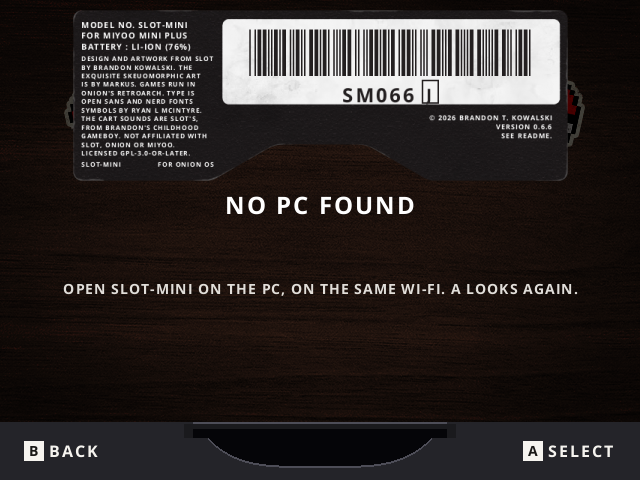 MODEL NO. SLOT-MINI
FOR MIYOO MINI PLUS
BATTERY : LI-ION (76%)
DESIGN AND ARTWORK FROM SLOT
BY BRANDON KOWALSKI. THE
EXQUISITE SKEUOMORPHIC ART
IS BY MARKUS. GAMES RUN IN
ONION'S RETROARCH. TYPE IS
OPEN SANS AND NERD FONTS
SYMBOLS BY RYAN L MCINTYRE.
THE CART SOUNDS ARE SLOT'S,
FROM BRANDON'S CHILDHOOD
GAMEBOY. NOT AFFILIATED WITH
SLOT, ONION OR MIYOO.
LICENSED GPL-3.0-OR-LATER.
SLOT-MINI FOR ONION OS
SM066
© 2026 BRANDON T. KOWALSKI
VERSION 0.6.6
SEE README.
NO PC FOUND
OPEN SLOT-MINI ON THE PC, ON THE SAME WI-FI. A LOOKS AGAIN.
B BACK
A SELECT